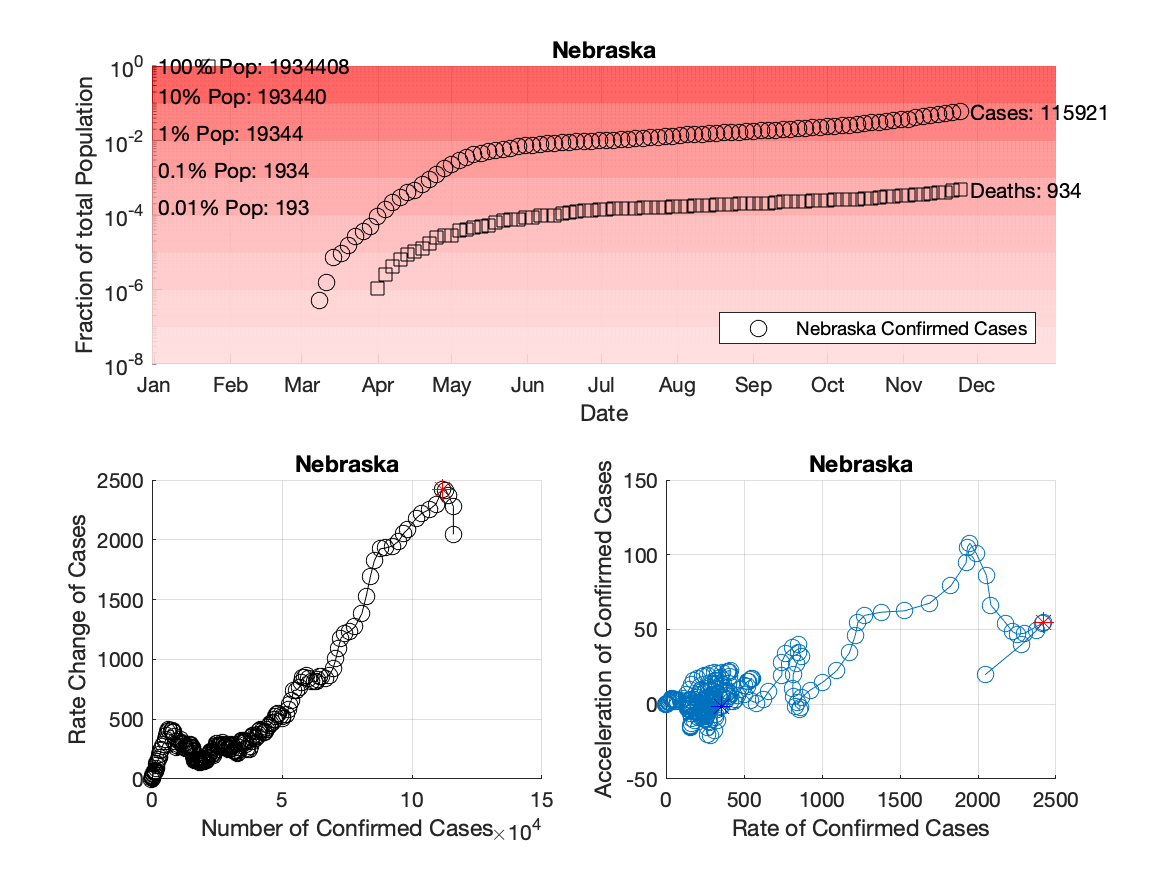 Nebraska
Fraction of total Population
10^0
10^-2
10^-4
10^-6
10^-8
100% Pop: 1934408
10% Pop: 193440
1% Pop: 19344
0.1% Pop: 1934
0.01% Pop: 193
Cases: 115921
Deaths: 934
Nebraska Confirmed Cases
Jan Feb Mar Apr May Jun Jul Aug Sep Oct Nov Dec
Date
Nebraska
Rate Change of Cases
2500
2000
1500
1000
500
0
0 5 10 15
Number of Confirmed Cases ×10^4
Nebraska
Acceleration of Confirmed Cases
150
100
50
0
-50
0 500 1000 1500 2000 2500
Rate of Confirmed Cases